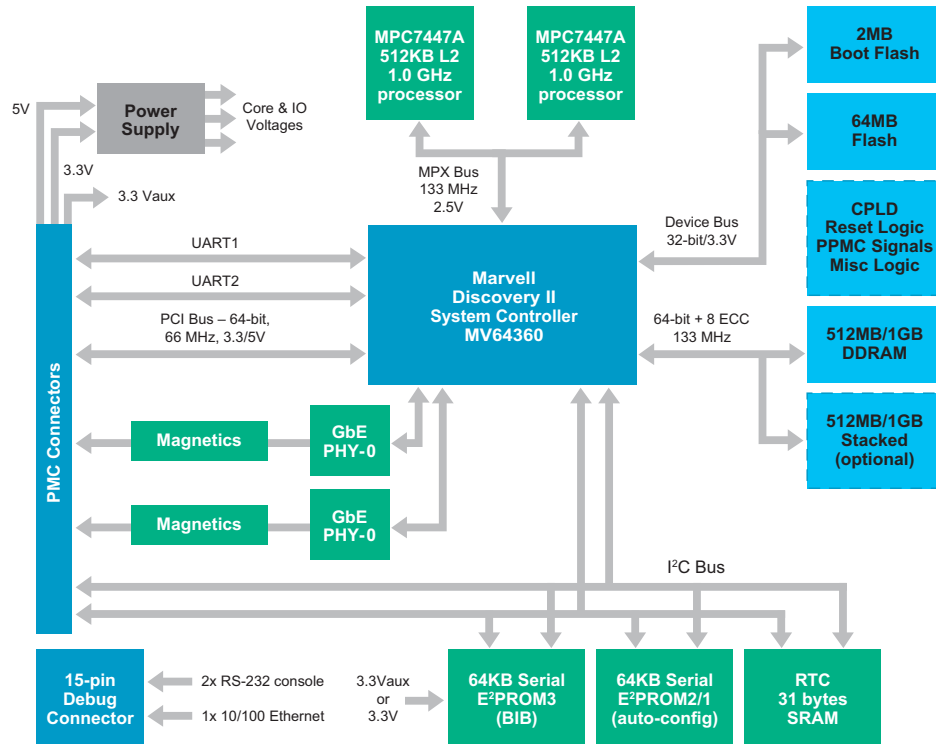 MPC7447A
512KB L2
1.0 GHz
processor
MPC7447A
512KB L2
1.0 GHz
processor
2MB
Boot Flash
5V
Power
Supply
Core & IO
Voltages
64MB
Flash
3.3V
3.3 Vaux
MPX Bus
133 MHz
2.5V
CPLD
Reset Logic
PPMC Signals
Misc Logic
Device Bus
32-bit/3.3V
UART1
UART2
PCI Bus – 64-bit,
66 MHz, 3.3/5V
Marvell
Discovery II
System Controller
MV64360
64-bit + 8 ECC
133 MHz
512MB/1GB
DDRAM
512MB/1GB
Stacked
(optional)
PMC Connectors
Magnetics
GbE
PHY-0
Magnetics
GbE
PHY-0
I²C Bus
15-pin
Debug
Connector
2x RS-232 console
1x 10/100 Ethernet
3.3Vaux
or
3.3V
64KB Serial
E²PROM3
(BIB)
64KB Serial
E²PROM2/1
(auto-config)
RTC
31 bytes
SRAM